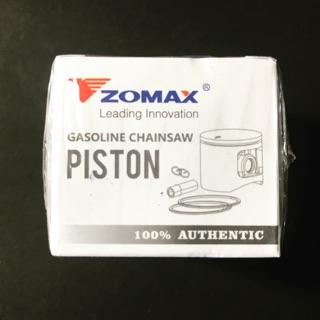 ZOMAX®
Leading Innovation
GASOLINE CHAINSAW
PISTON
100% AUTHENTIC